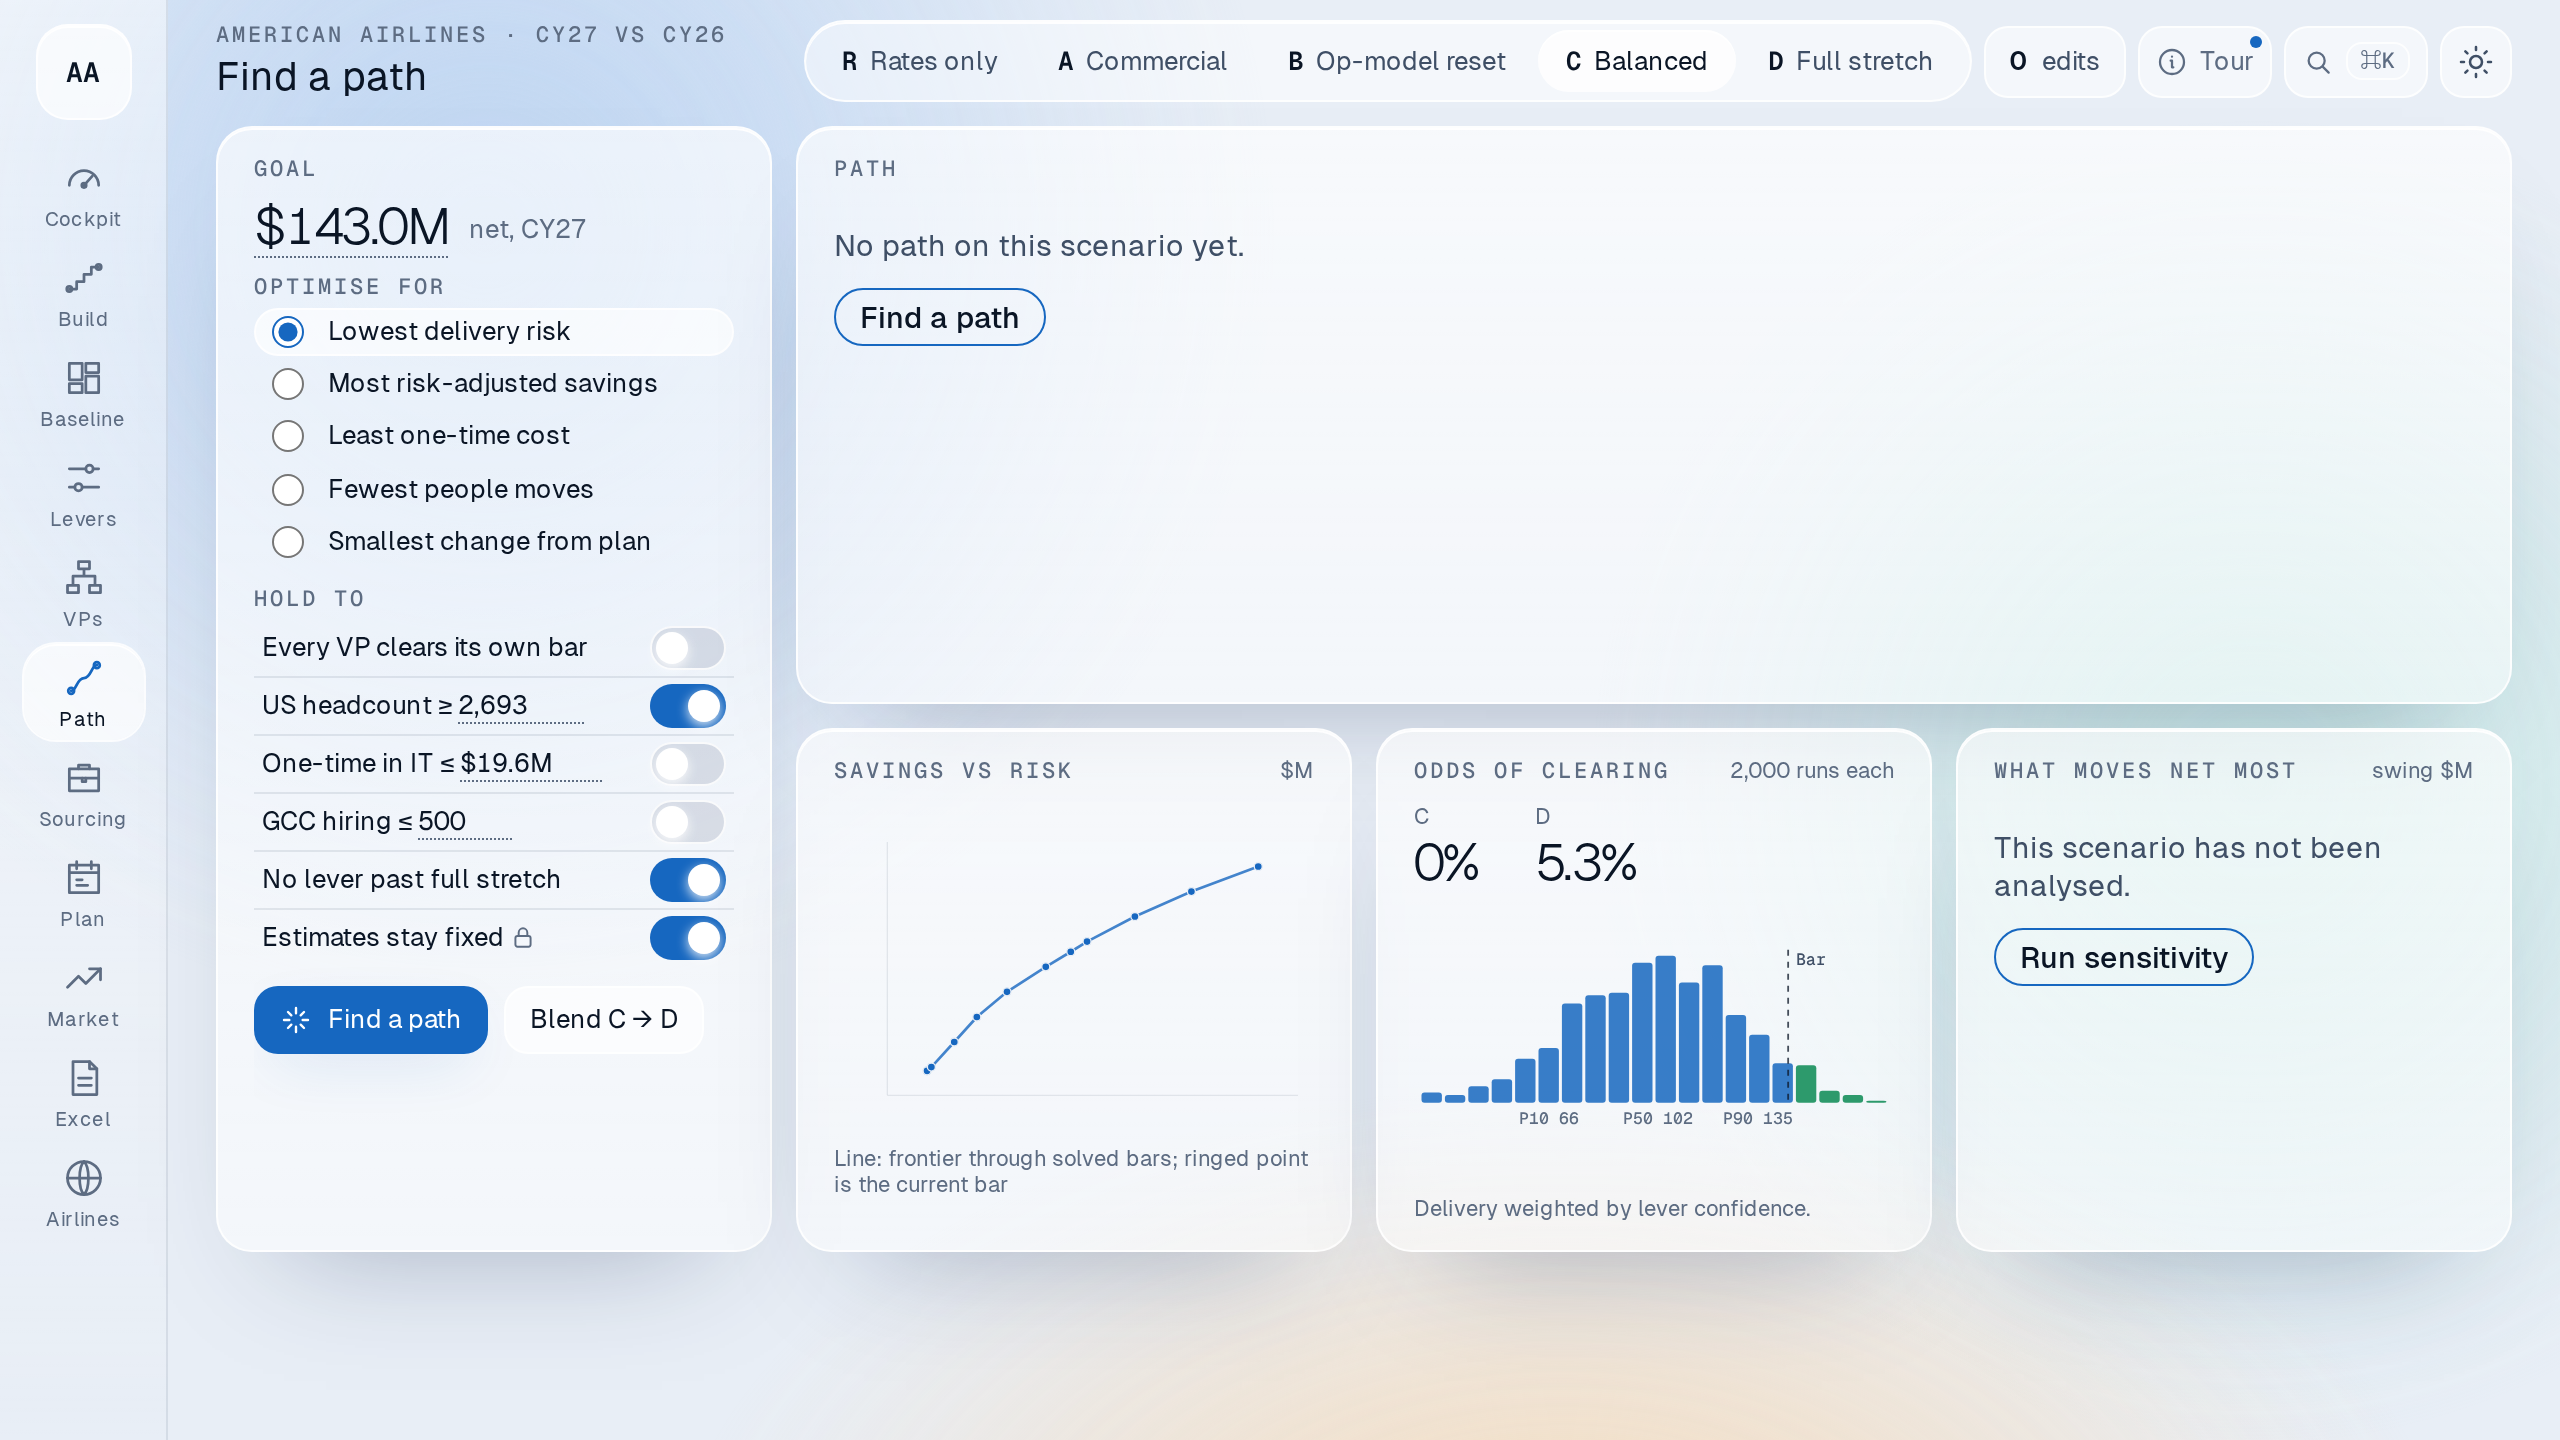 AA
Cockpit
Build
Baseline
Levers
VPs
Path
Sourcing
Plan
Market
Excel
Airlines
AMERICAN AIRLINES · CY27 VS CY26
Find a path
R Rates only
A Commercial
B Op-model reset
C Balanced
D Full stretch
0 edits
Tour
⌘K
GOAL
$143.0M net, CY27
OPTIMISE FOR
Lowest delivery risk
Most risk-adjusted savings
Least one-time cost
Fewest people moves
Smallest change from plan
HOLD TO
Every VP clears its own bar
US headcount ≥ 2,693
One-time in IT ≤ $19.6M
GCC hiring ≤ 500
No lever past full stretch
Estimates stay fixed
Find a path
Blend C → D
PATH
No path on this scenario yet.
Find a path
SAVINGS VS RISK $M
Line: frontier through solved bars; ringed point
is the current bar
ODDS OF CLEARING 2,000 runs each
C D
0% 5.3%
Bar
P10 66 P50 102 P90 135
Delivery weighted by lever confidence.
WHAT MOVES NET MOST swing $M
This scenario has not been
analysed.
Run sensitivity